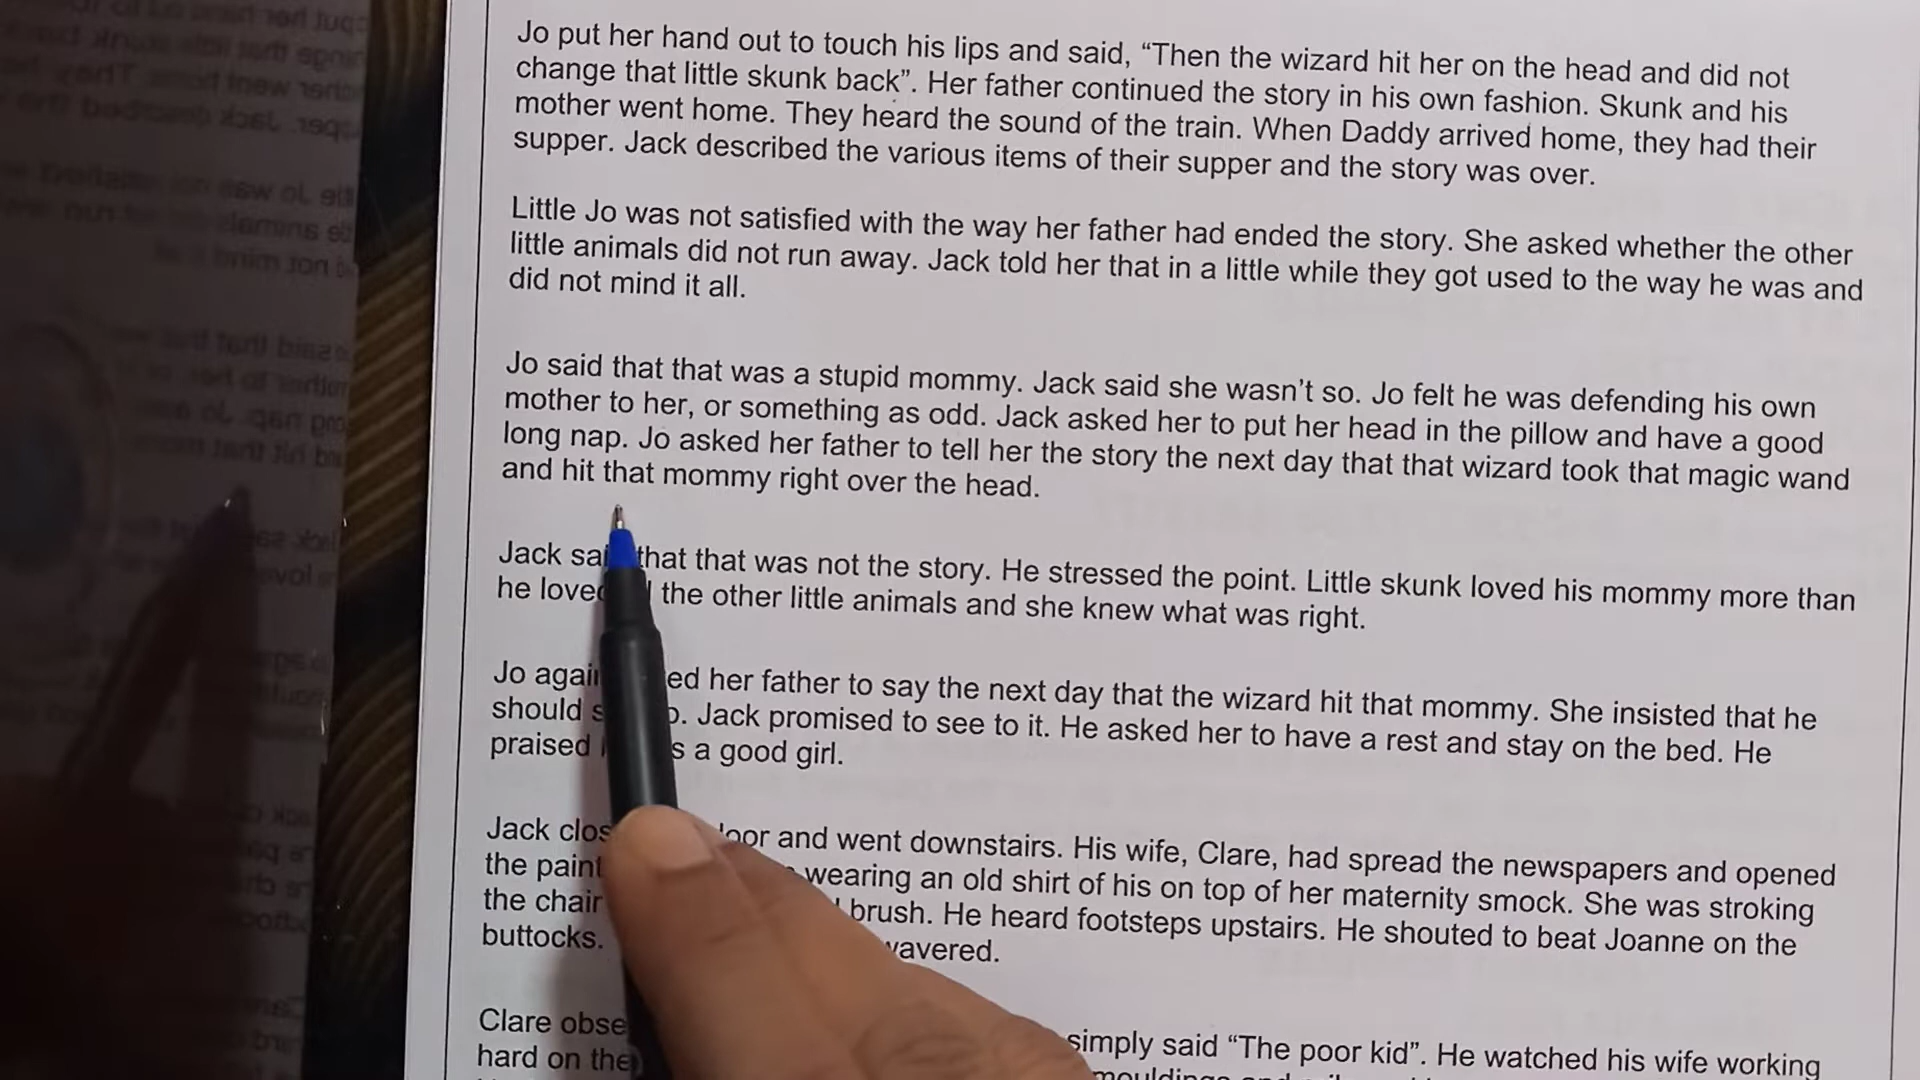 Jo put her hand out to touch his lips and said, “Then the wizard hit her on the head and did not
change that little skunk back”. Her father continued the story in his own fashion. Skunk and his
mother went home. They heard the sound of the train. When Daddy arrived home, they had their
supper. Jack described the various items of their supper and the story was over.
Little Jo was not satisfied with the way her father had ended the story. She asked whether the other
little animals did not run away. Jack told her that in a little while they got used to the way he was and
did not mind it all.
Jo said that that was a stupid mommy. Jack said she wasn’t so. Jo felt he was defending his own
mother to her, or something as odd. Jack asked her to put her head in the pillow and have a good
long nap. Jo asked her father to tell her the story the next day that that wizard took that magic wand
and hit that mommy right over the head.
Jack said that that was not the story. He stressed the point. Little skunk loved his mommy more than
he loved the other little animals and she knew what was right.
Jo again her father to say the next day that the wizard hit that mommy. She insisted that he
should Jack promised to see to it. He asked her to have a rest and stay on the bed. He
praised a good girl.
Jack door and went downstairs. His wife, Clare, had spread the newspapers and opened
the paint wearing an old shirt of his on top of her maternity smock. She was stroking
the chair brush. He heard footsteps upstairs. He shouted to beat Joanne on the
buttocks. wavered.
Clare simply said “The poor kid”. He watched his wife working
hard on the